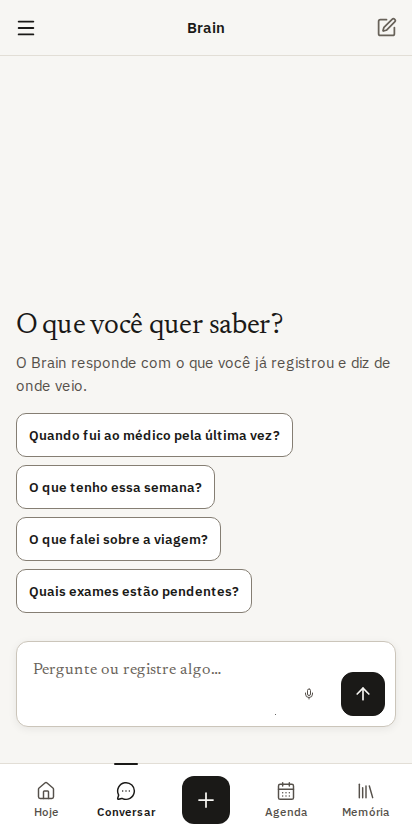 Brain
O que você quer saber?
O Brain responde com o que você já registrou e diz de
onde veio.
Quando fui ao médico pela última vez?
O que tenho essa semana?
O que falei sobre a viagem?
Quais exames estão pendentes?
Pergunte ou registre algo...
Hoje
Conversar
Agenda
Memória